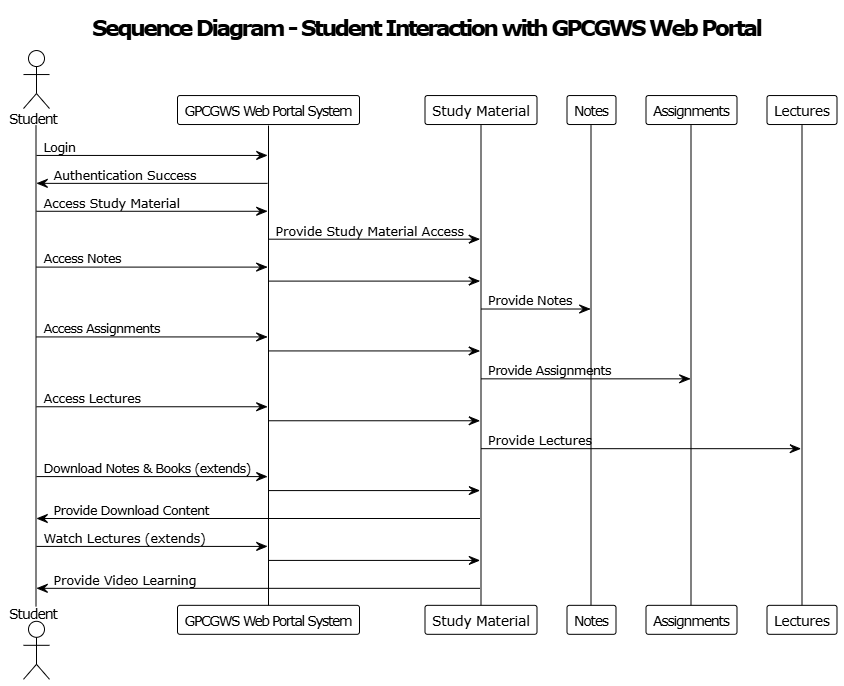 Sequence Diagram - Student Interaction with GPCGWS Web Portal
Student
GPCGWS Web Portal System
Study Material
Notes
Assignments
Lectures
Login
Authentication Success
Access Study Material
Provide Study Material Access
Access Notes
Provide Notes
Access Assignments
Provide Assignments
Access Lectures
Provide Lectures
Download Notes & Books (extends)
Provide Download Content
Watch Lectures (extends)
Provide Video Learning
Student
GPCGWS Web Portal System
Study Material
Notes
Assignments
Lectures